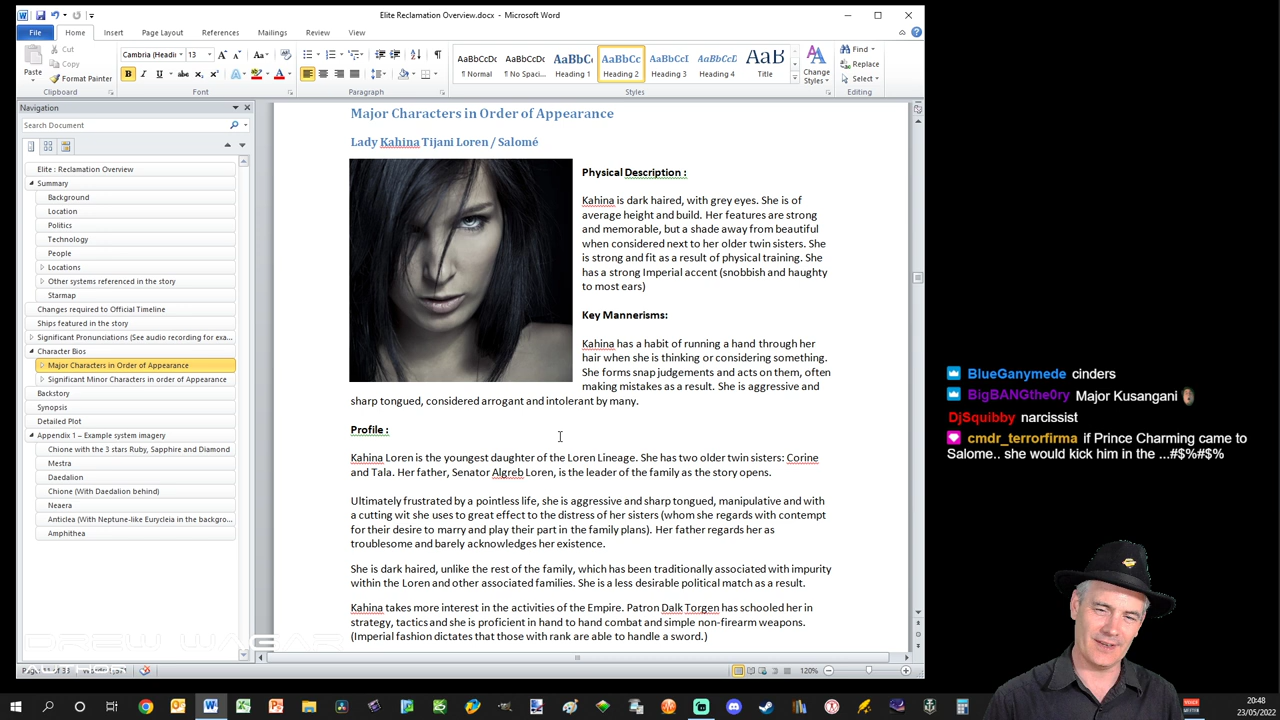 Elite Reclamation Overview.docx - Microsoft Word
File
Home
Insert
Page Layout
References
Mailings
Review
View
Paste
Cut
Copy
Format Painter
Clipboard
Cambria (Headi
13
Font
Paragraph
AaBbCcDc
¶ Normal
AaBbCcDc
¶ No Spaci...
AaBbCc
Heading 1
AaBbCc
Heading 2
AaBbCcI
Heading 3
AaBbCcI
Heading 4
AaB
Title
Change
Styles
Styles
Find
Replace
Select
Editing
Navigation
Search Document
Elite : Reclamation Overview
Summary
Background
Location
Politics
Technology
People
Locations
Other systems referenced in the story
Starmap
Changes required to Official Timeline
Ships featured in the story
Significant Pronunciations (See audio recording for exa...
Character Bios
Major Characters in Order of Appearance
Significant Minor Characters in order of Appearance
Backstory
Synopsis
Detailed Plot
Appendix 1 – Example system imagery
Chione with the 3 stars Ruby, Sapphire and Diamond
Mestra
Daedalion
Chione (With Daedalion behind)
Neaera
Anticlea (With Neptune-like Eurycleia in the backgro...
Amphithea
Major Characters in Order of Appearance
Lady Kahina Tijani Loren / Salomé
Physical Description :
Kahina is dark haired, with grey eyes. She is of
average height and build. Her features are strong
and memorable, but a shade away from beautiful
when considered next to her older twin sisters. She
is strong and fit as a result of physical training. She
has a strong Imperial accent (snobbish and haughty
to most ears)
Key Mannerisms:
Kahina has a habit of running a hand through her
hair when she is thinking or considering something.
She forms snap judgements and acts on them, often
making mistakes as a result. She is aggressive and
sharp tongued, considered arrogant and intolerant by many.
Profile :
Kahina Loren is the youngest daughter of the Loren Lineage. She has two older twin sisters: Corine
and Tala. Her father, Senator Algreb Loren, is the leader of the family as the story opens.
Ultimately frustrated by a pointless life, she is aggressive and sharp tongued, manipulative and with
a cutting wit she uses to great effect to the distress of her sisters (whom she regards with contempt
for their desire to marry and play their part in the family plans). Her father regards her as
troublesome and barely acknowledges her existence.
She is dark haired, unlike the rest of the family, which has been traditionally associated with impurity
within the Loren and other associated families. She is a less desirable political match as a result.
Kahina takes more interest in the activities of the Empire. Patron Dalk Torgen has schooled her in
strategy, tactics and she is proficient in hand to hand combat and simple non-firearm weapons.
(Imperial fashion dictates that those with rank are able to handle a sword.)
120%
BlueGanymede cinders
BigBANGthe0ry Major Kusangani
DjSquibby narcissist
cmdr_terrorfirma if Prince Charming came to
Salome.. she would kick him in the ...#$%#$%
DREW WAGAR
20:48
23/05/2022